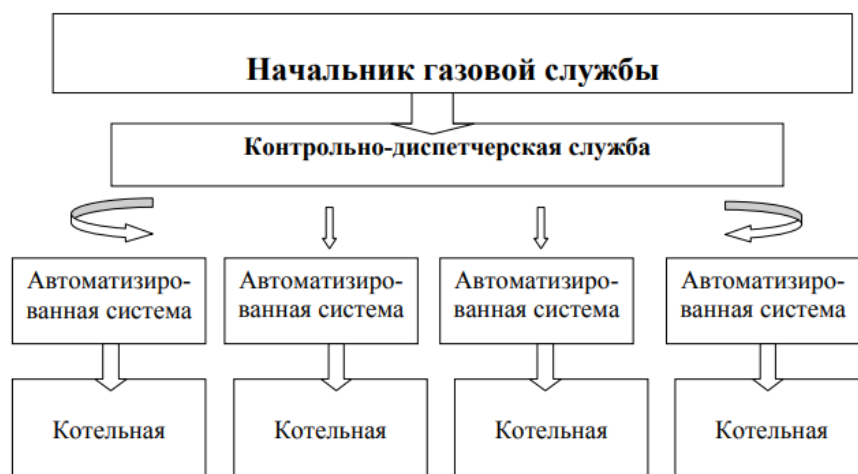 Начальник газовой службы
Контрольно-диспетчерская служба
Автоматизиро-
ванная система
Автоматизиро-
ванная система
Автоматизиро-
ванная система
Автоматизиро-
ванная система
Котельная
Котельная
Котельная
Котельная